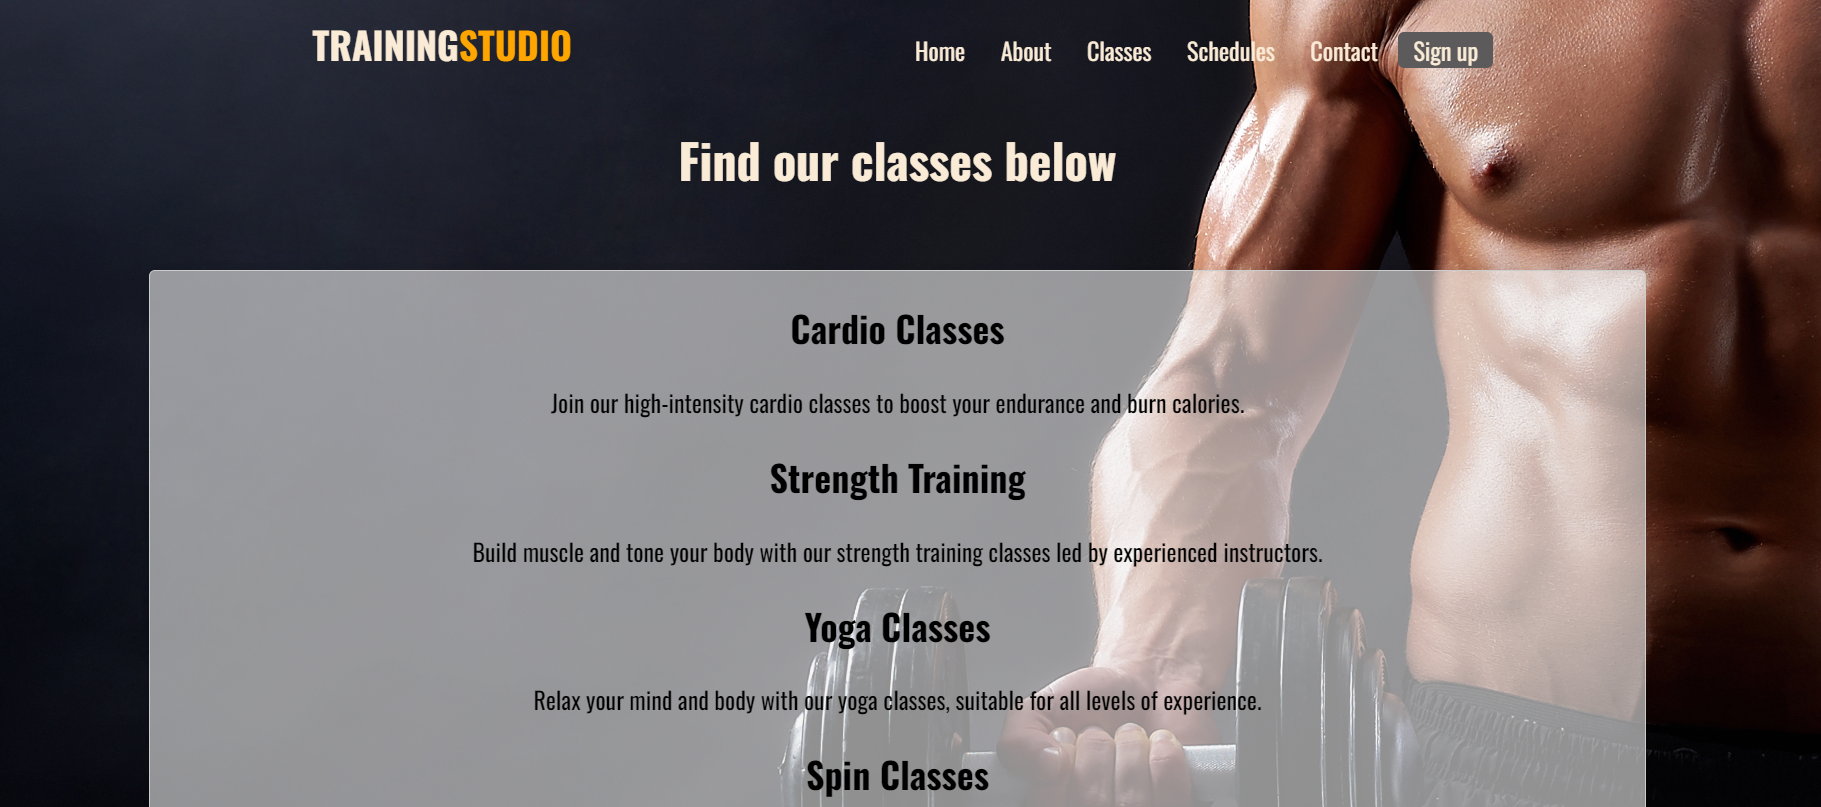 TRAININGSTUDIO
Home About Classes Schedules Contact Sign up
Find our classes below
Cardio Classes
Join our high-intensity cardio classes to boost your endurance and burn calories.
Strength Training
Build muscle and tone your body with our strength training classes led by experienced instructors.
Yoga Classes
Relax your mind and body with our yoga classes, suitable for all levels of experience.
Spin Classes